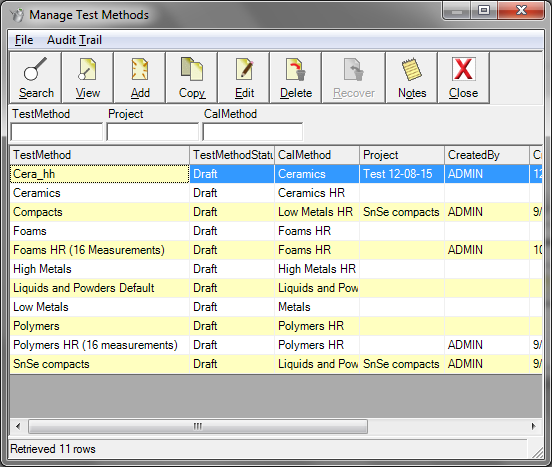 Manage Test Methods
File Audit Trail
Search View Add Copy Edit Delete Recover Notes Close
TestMethod Project CalMethod
TestMethod TestMethodStatu CalMethod Project CreatedBy C
Cera_hh Draft Ceramics Test 12-08-15 ADMIN 12
Ceramics Draft Ceramics HR
Compacts Draft Low Metals HR SnSe compacts ADMIN 9/
Foams Draft Foams HR
Foams HR (16 Measurements) Draft Foams HR ADMIN 10
High Metals Draft High Metals HR
Liquids and Powders Default Draft Liquids and Pow
Low Metals Draft Metals
Polymers Draft Polymers HR
Polymers HR (16 measurements) Draft Polymers HR ADMIN 9/
SnSe compacts Draft Liquids and Pow SnSe compacts ADMIN 9/
Retrieved 11 rows